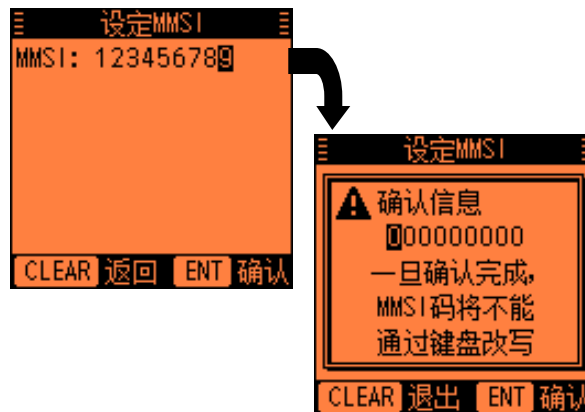 设定MMSI
MMSI: 123456789
CLEAR 返回 ENT 确认
设定MMSI
确认信息
000000000
一旦确认完成,
MMSI码将不能
通过键盘改写
CLEAR 退出 ENT 确认